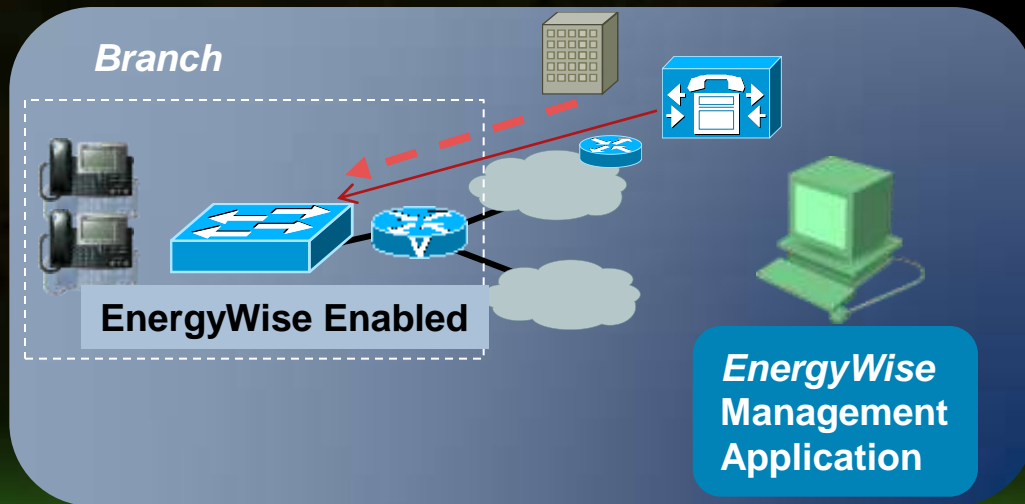 Branch
EnergyWise Enabled
V
EnergyWise
Management
Application